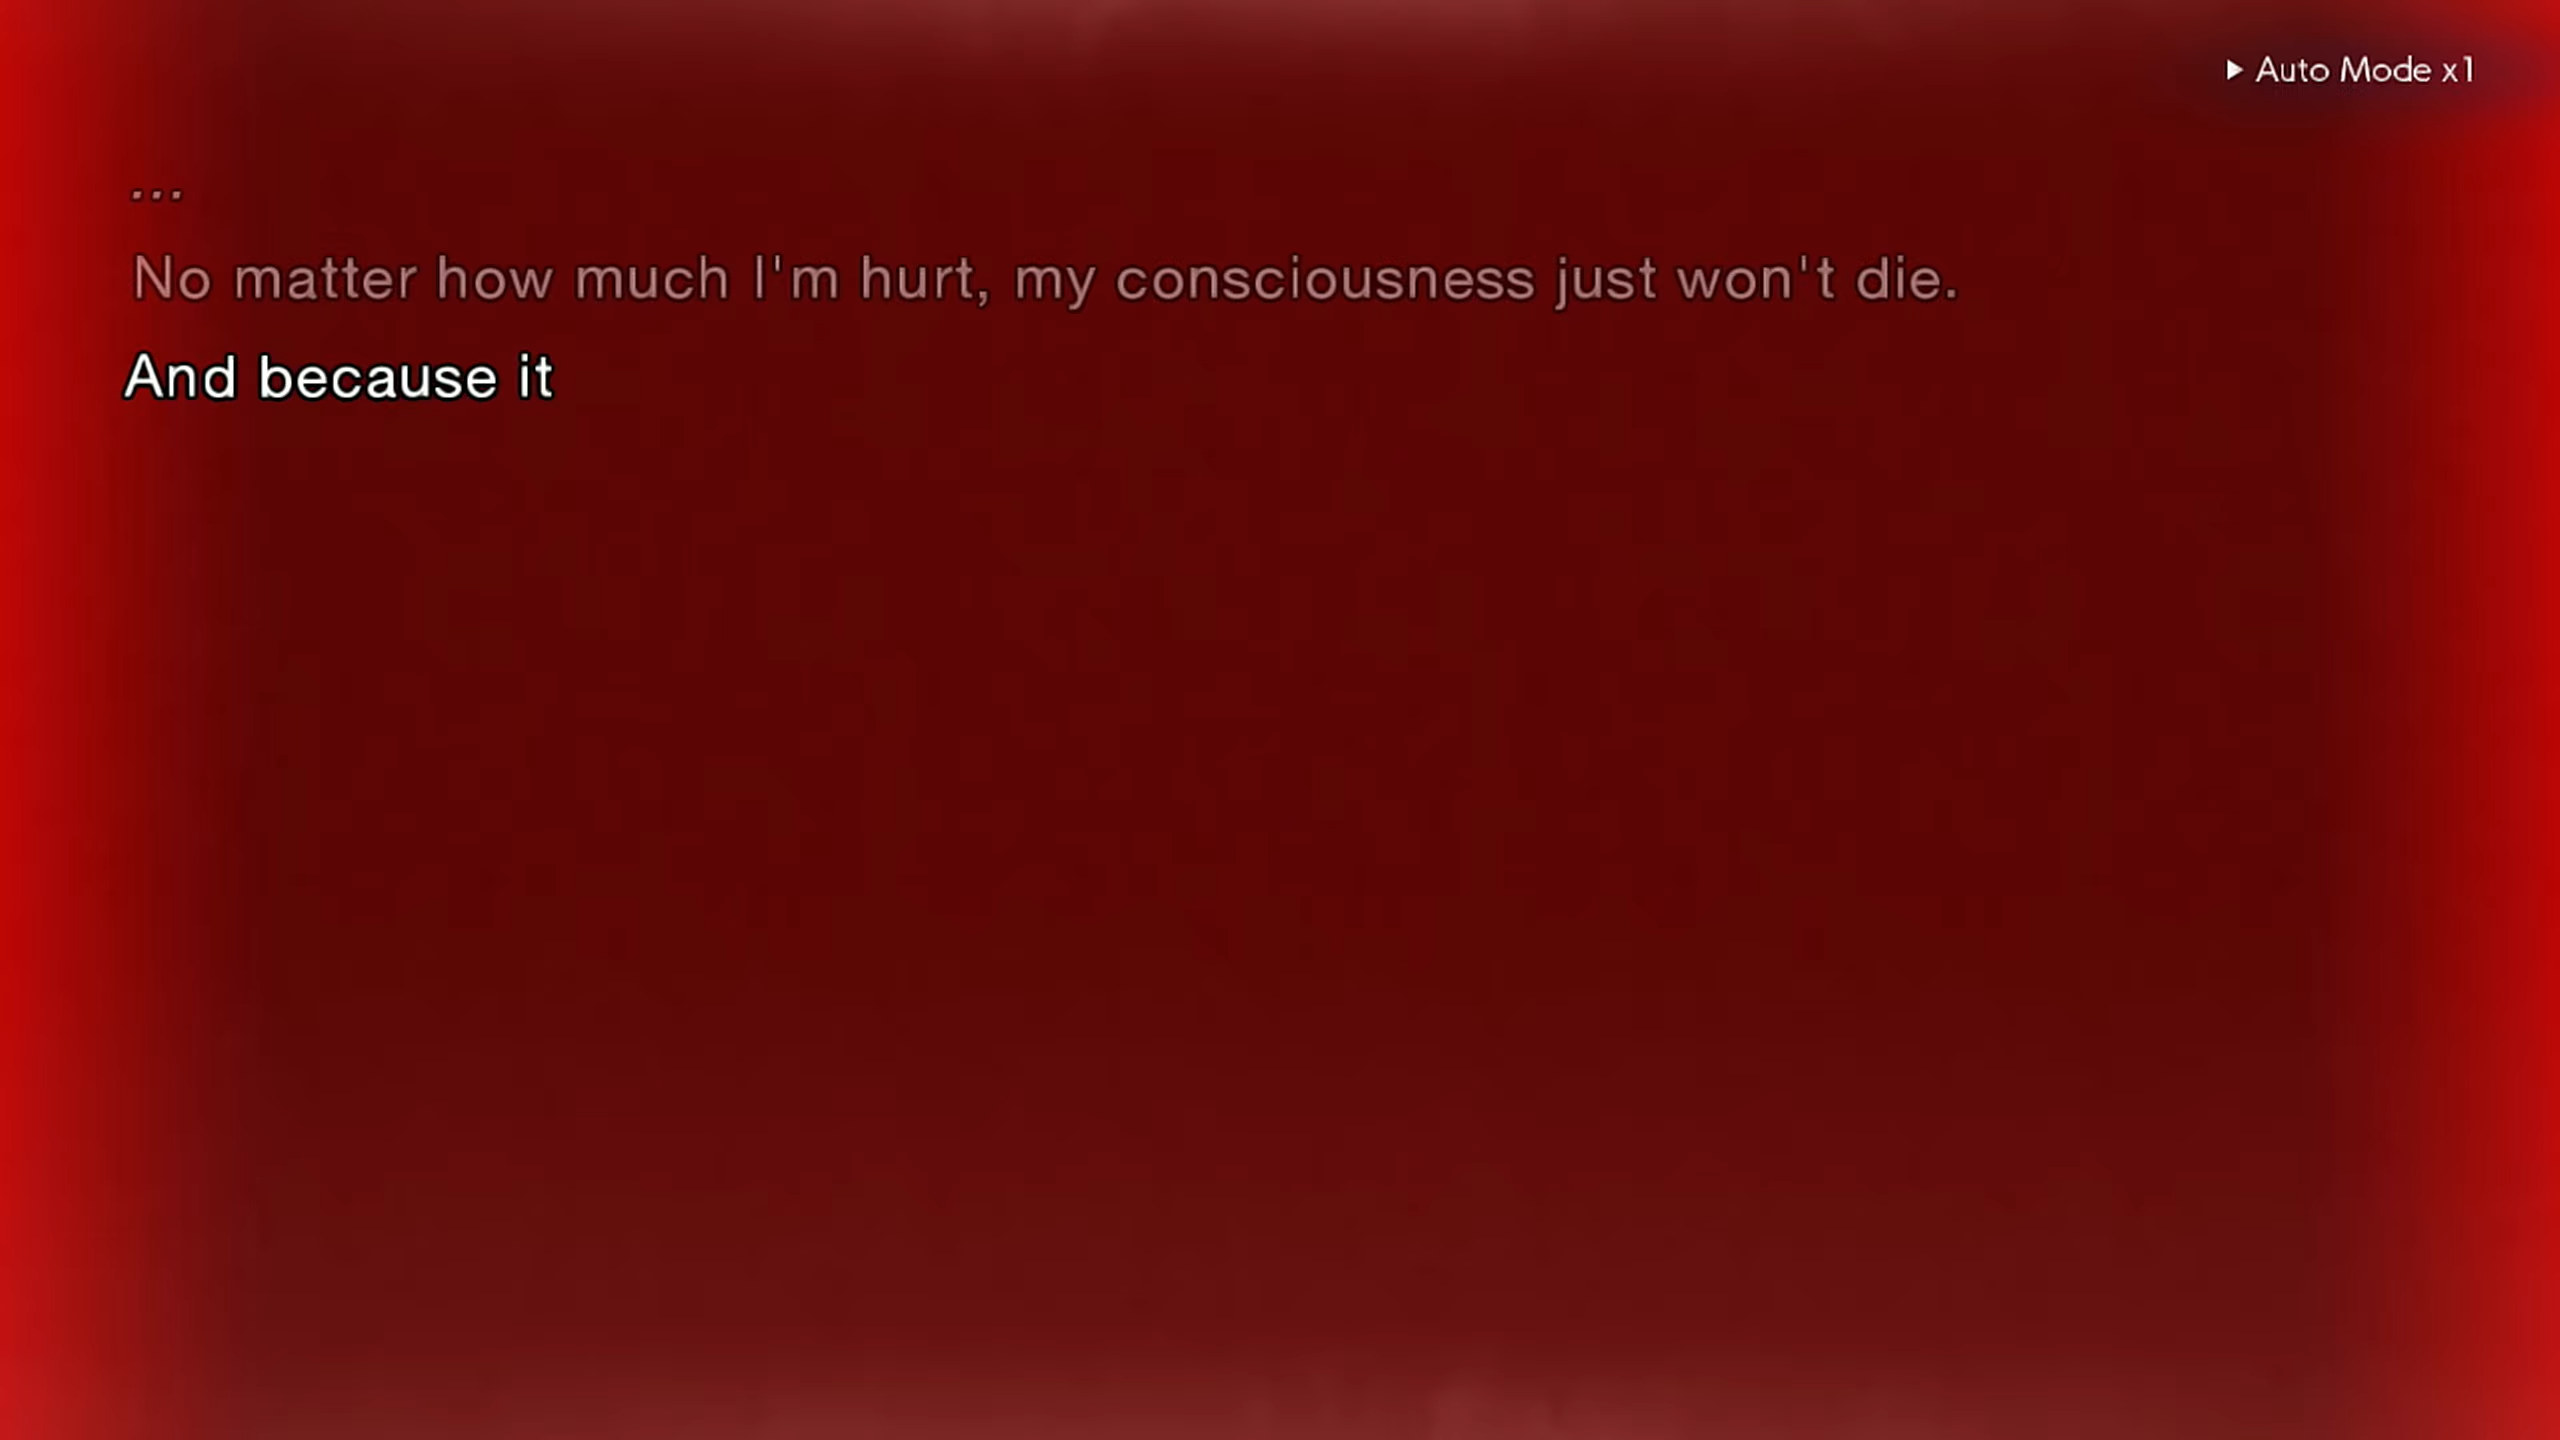 ▶ Auto Mode x1
...
No matter how much I'm hurt, my consciousness just won't die.
And because it